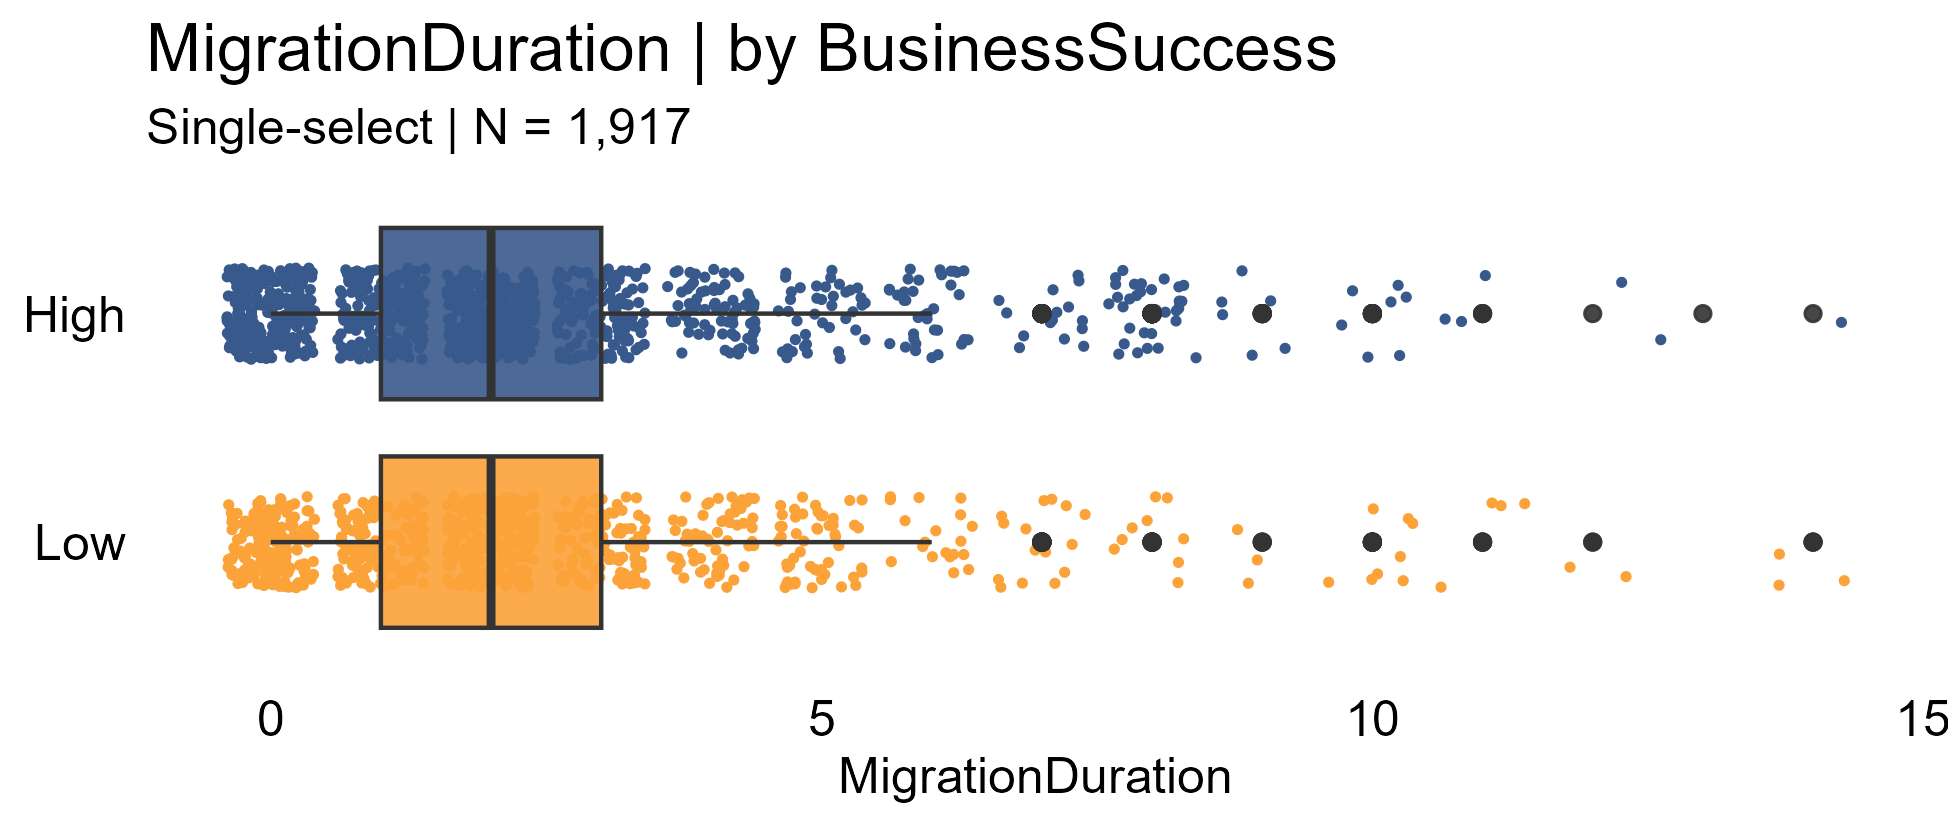 MigrationDuration | by BusinessSuccess
Single-select | N = 1,917
High
Low
0 5 10 15
MigrationDuration